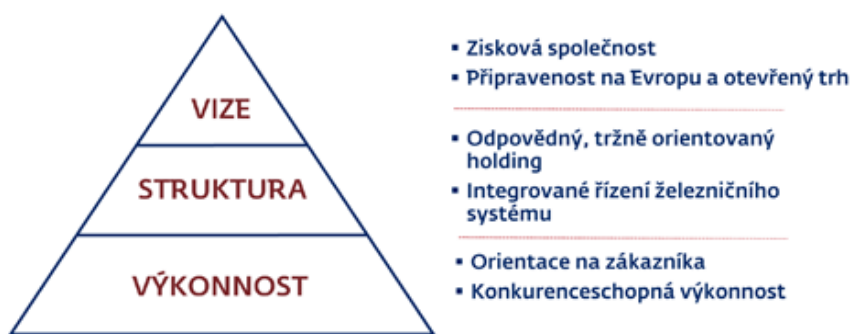 VIZE
▪ Zisková společnost
▪ Připravenost na Evropu a otevřený trh
STRUKTURA
▪ Odpovědný, tržně orientovaný
holding
▪ Integrované řízení železničního
systému
VÝKONNOST
▪ Orientace na zákazníka
▪ Konkurenceschopná výkonnost